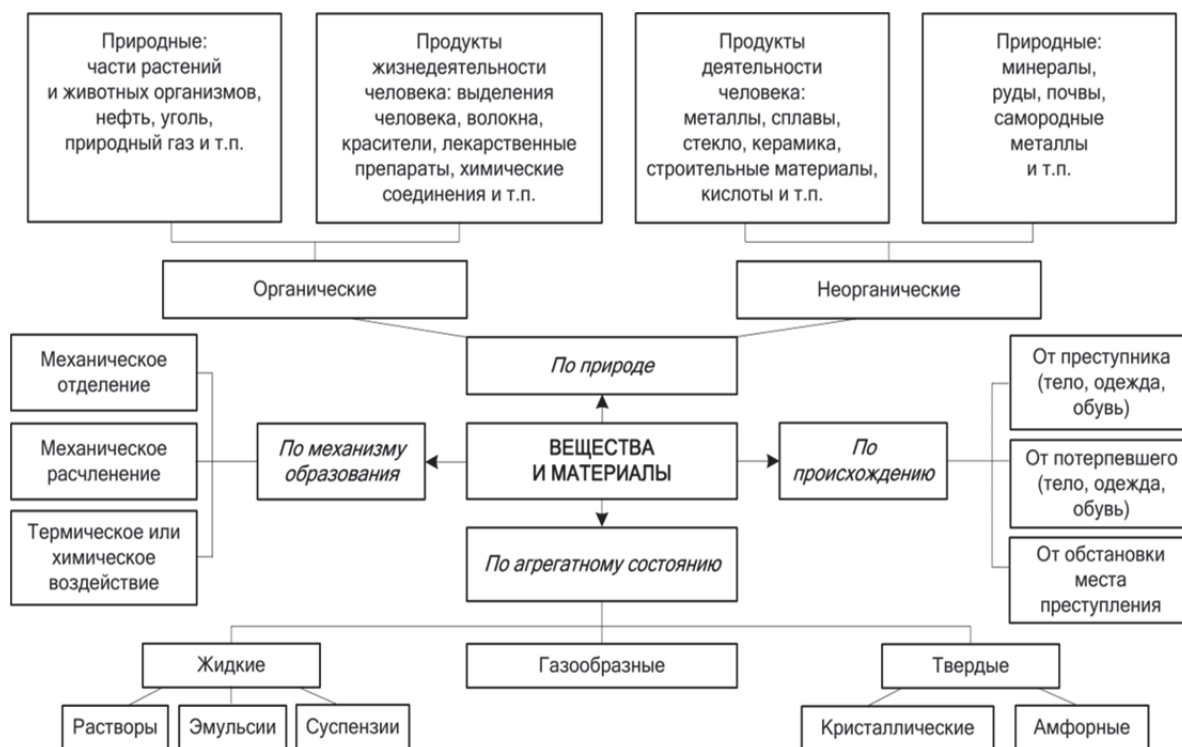 Природные:
части растений
и животных организмов,
нефть, уголь,
природный газ и т.п.
Продукты
жизнедеятельности
человека: выделения
человека, волокна,
красители, лекарственные
препараты, химические
соединения и т.п.
Продукты
деятельности
человека:
металлы, сплавы,
стекло, керамика,
строительные материалы,
кислоты и т.п.
Природные:
минералы,
руды, почвы,
самородные
металлы
и т.п.
Органические
Неорганические
Механическое
отделение
По природе
От преступника
(тело, одежда,
обувь)
Механическое
расчленение
По механизму
образования
ВЕЩЕСТВА
И МАТЕРИАЛЫ
По
происхождению
От потерпевшего
(тело, одежда,
обувь)
Термическое или
химическое
воздействие
По агрегатному состоянию
От обстановки
места
преступления
Жидкие
Газообразные
Твердые
Растворы
Эмульсии
Суспензии
Кристаллические
Амфорные